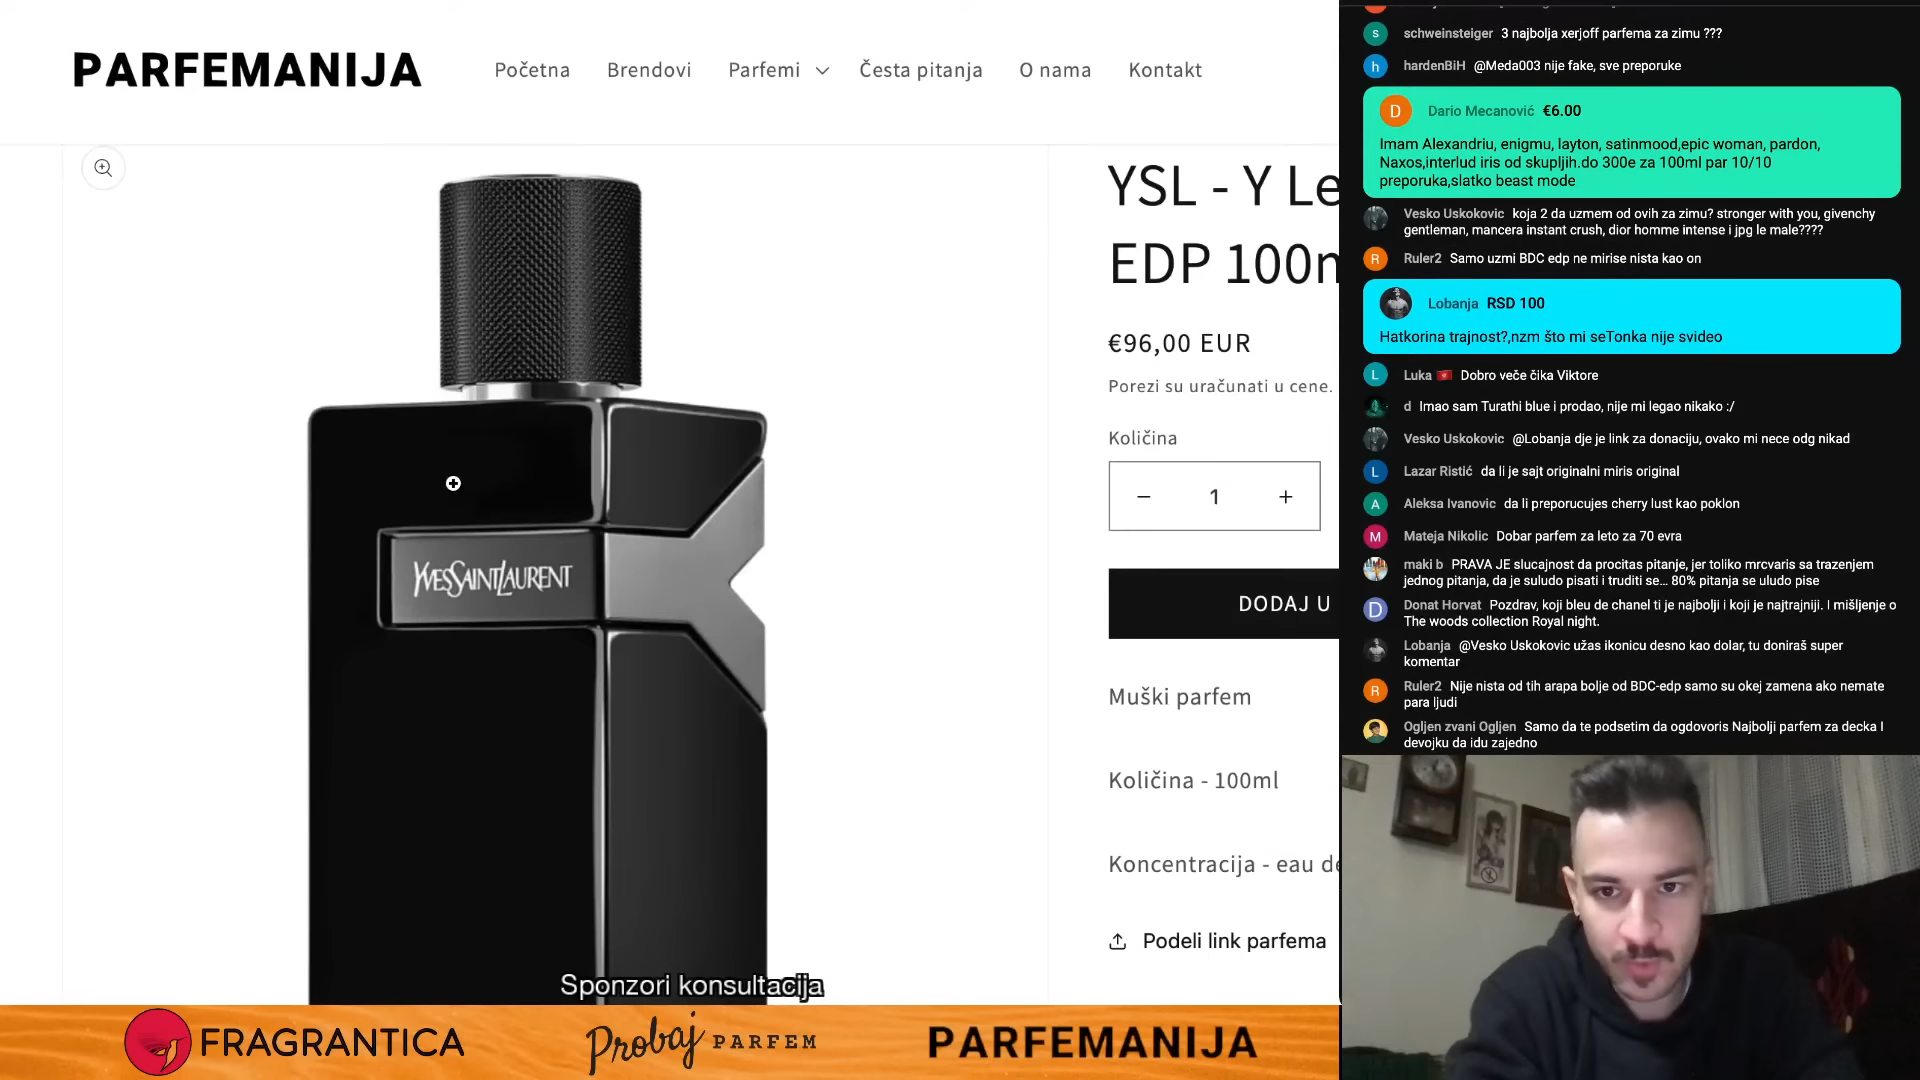 PARFEMANIJA
Početna
Brendovi
Parfemi
Česta pitanja
O nama
Kontakt
YSL - Y Le
EDP 100m
€96,00 EUR
Porezi su uračunati u cene.
Količina
1
DODAJ U
Muški parfem
Količina - 100ml
Koncentracija - eau de
Podeli link parfema
YVESSAINTLAURENT
Sponzori konsultacija
FRAGRANTICA
Probaj PARFEM
PARFEMANIJA
S schweinsteiger 3 najbolja xerjoff parfema za zimu ???
h hardenBiH @Meda003 nije fake, sve preporuke
D Dario Mecanović €6.00
Imam Alexandriu, enigmu, layton, satinmood,epic woman, pardon,
Naxos,interlud iris od skupljih.do 300e za 100ml par 10/10
preporuka,slatko beast mode
Vesko Uskokovic koja 2 da uzmem od ovih za zimu? stronger with you, givenchy
gentleman, mancera instant crush, dior homme intense i jpg le male????
R Ruler2 Samo uzmi BDC edp ne mirise nista kao on
Lobanja RSD 100
Hatkorina trajnost?,nzm što mi seTonka nije svideo
L Luka Dobro veče čika Viktore
d Imao sam Turathi blue i prodao, nije mi legao nikako :/
Vesko Uskokovic @Lobanja dje je link za donaciju, ovako mi nece odg nikad
L Lazar Ristić da li je sajt originalni miris original
A Aleksa Ivanovic da li preporucujes cherry lust kao poklon
M Mateja Nikolic Dobar parfem za leto za 70 evra
maki b PRAVA JE slucajnost da procitas pitanje, jer toliko mrcvaris sa trazenjem
jednog pitanja, da je suludo pisati i truditi se... 80% pitanja se uludo pise
D Donat Horvat Pozdrav, koji bleu de chanel ti je najbolji i koji je najtrajniji. I mišljenje o
The woods collection Royal night.
Lobanja @Vesko Uskokovic užas ikonicu desno kao dolar, tu doniraš super
komentar
R Ruler2 Nije nista od tih arapa bolje od BDC-edp samo su okej zamena ako nemate
para ljudi
Ogljen zvani Ogljen Samo da te podsetim da ogdovoris Najbolji parfem za decka I
devojku da idu zajedno